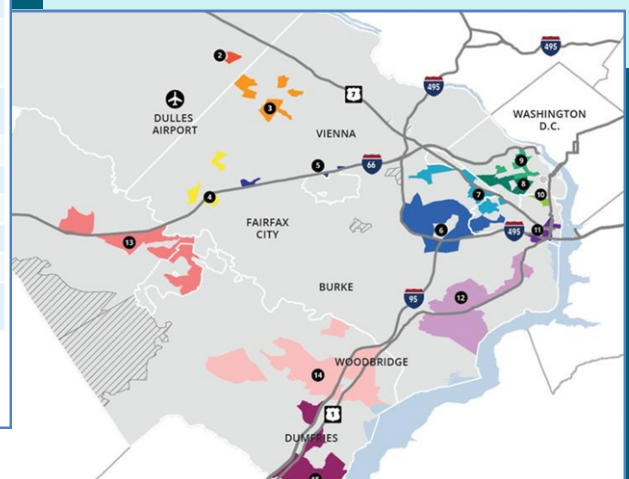 495
2
495
7
DULLES
AIRPORT
3
WASHINGTON
D.C.
VIENNA
9
5
66
8
7
4
10
FAIRFAX
CITY
6
495
11
13
BURKE
95
12
WOODBRIDGE
14
1
DUMFRIES
15